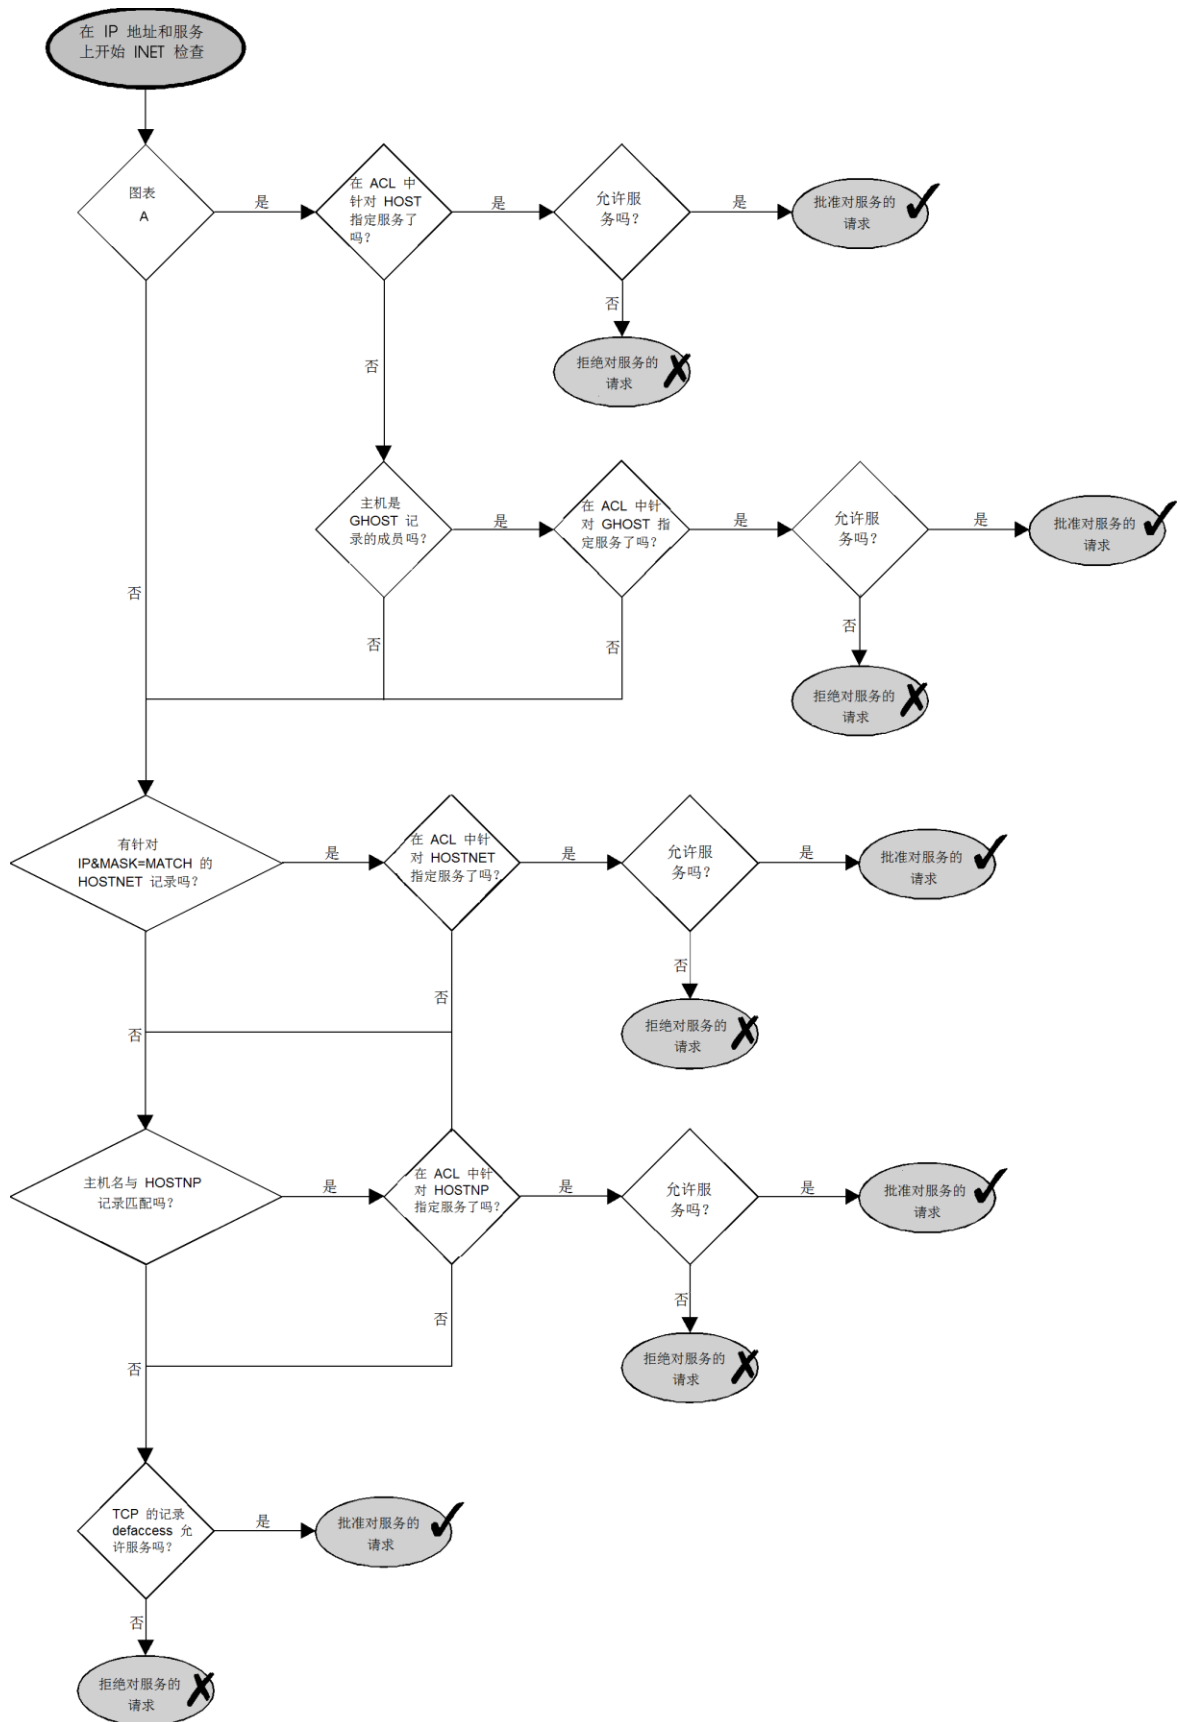 在 IP 地址和服务
上开始 INET 检查
图表
A
是
在 ACL 中
针对 HOST
指定服务了
吗?
是
允许服
务吗?
是
批准对服务的
请求
否
拒绝对服务的
请求
否
主机是
GHOST 记
录的成员吗?
是
在 ACL 中针
对 GHOST 指
定服务了吗?
是
允许服
务吗?
是
批准对服务的
请求
否
否
否
否
拒绝对服务的
请求
有针对
IP&MASK=MATCH 的
HOSTNET 记录吗?
是
在 ACL 中针
对 HOSTNET
指定服务了吗?
是
允许服
务吗?
是
批准对服务的
请求
否
否
否
拒绝对服务的
请求
主机名与 HOSTNP
记录匹配吗?
是
在 ACL 中针
对 HOSTNP
指定服务了吗?
是
允许服
务吗?
是
批准对服务的
请求
否
否
否
拒绝对服务的
请求
TCP 的记录
defaccess 允
许服务吗?
是
批准对服务的
请求
否
拒绝对服务的
请求